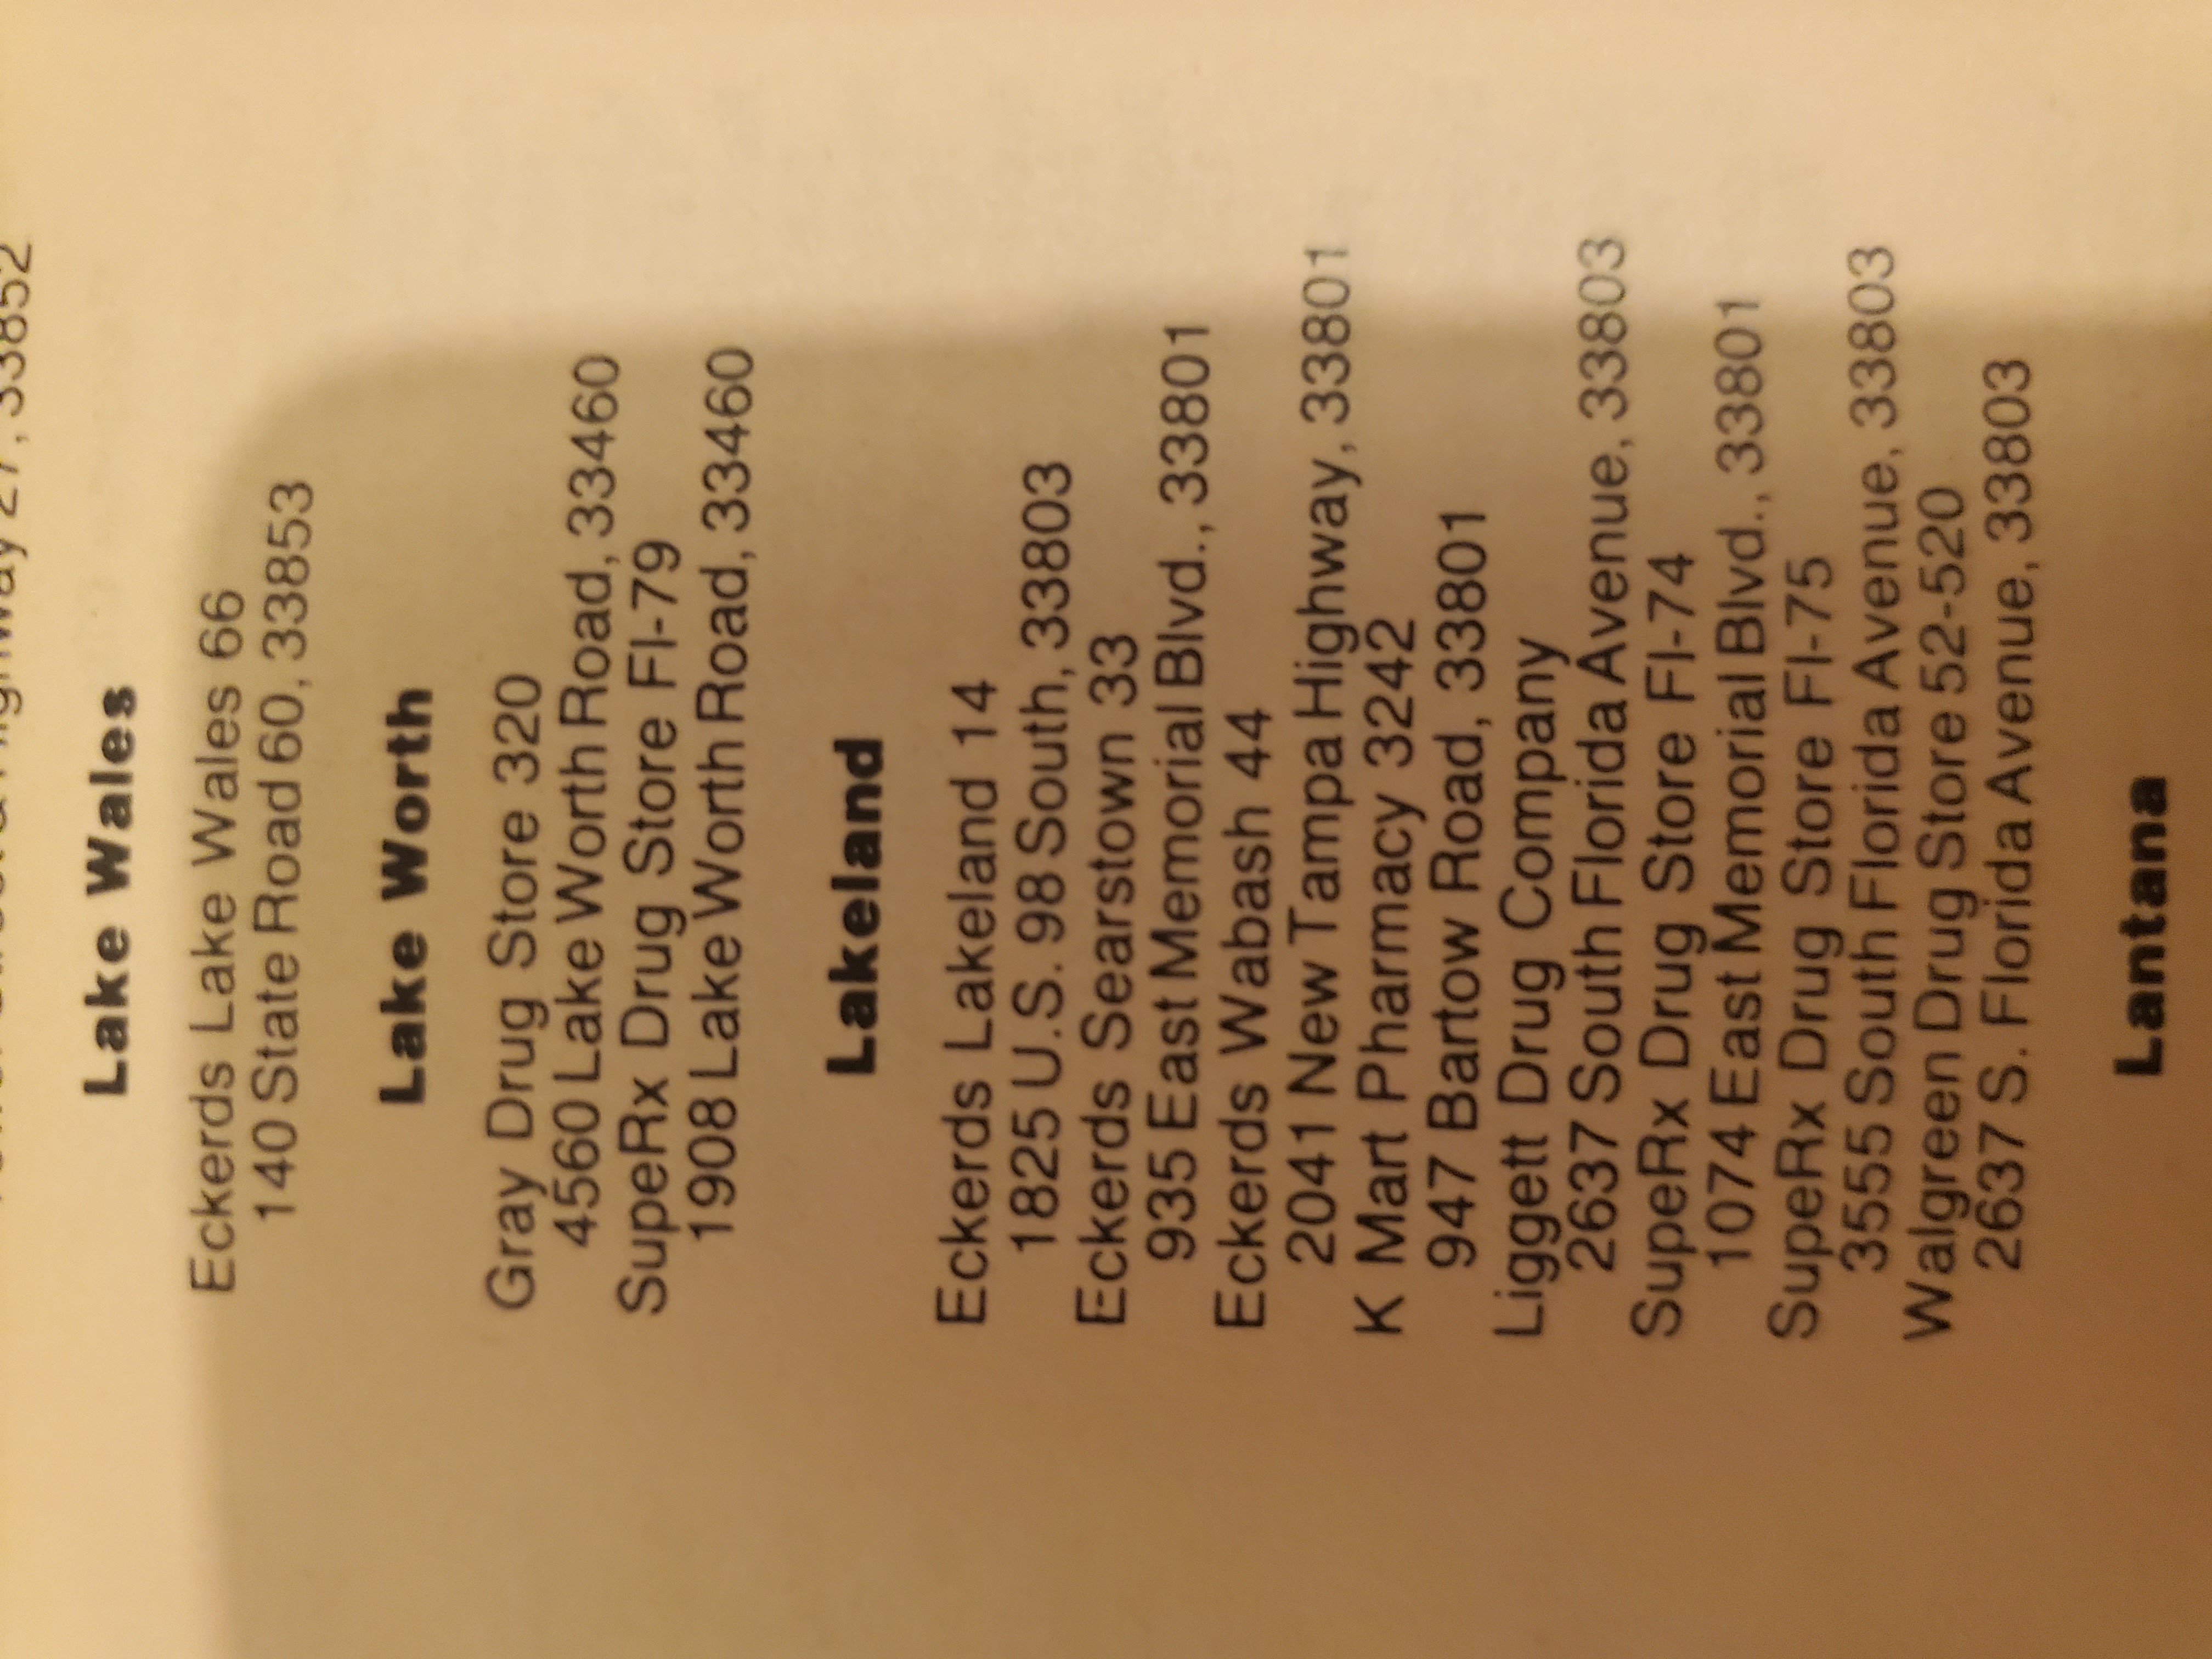 27, 33852
Lake Wales
Eckerds Lake Wales 66
140 State Road 60, 33853
Lake Worth
Gray Drug Store 320
4560 Lake Worth Road, 33460
SupeRx Drug Store Fl-79
1908 Lake Worth Road, 33460
Lakeland
Eckerds Lakeland 14
1825 U.S. 98 South, 33803
Eckerds Searstown 33
935 East Memorial Blvd., 33801
Eckerds Wabash 44
2041 New Tampa Highway, 33801
K Mart Pharmacy 3242
947 Bartow Road, 33801
Liggett Drug Company
2637 South Florida Avenue, 33803
SupeRx Drug Store Fl-74
1074 East Memorial Blvd., 33801
SupeRx Drug Store Fl-75
3555 South Florida Avenue, 33803
Walgreen Drug Store 52-520
2637 S. Florida Avenue, 33803
Lantana